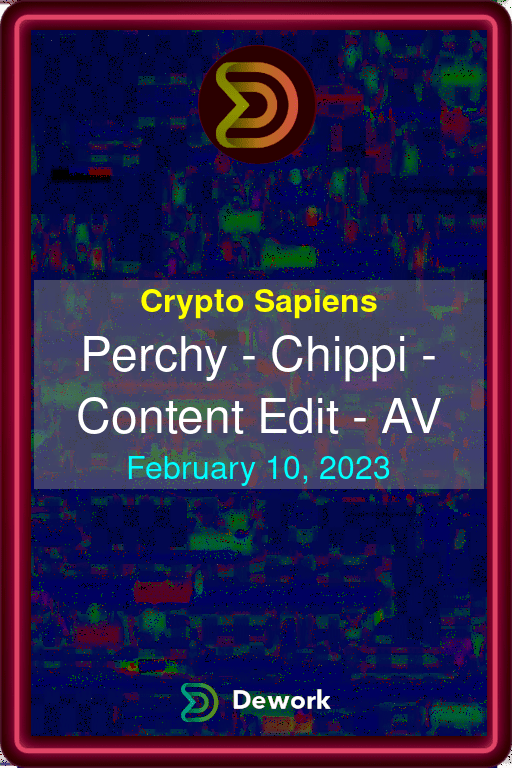 Crypto Sapiens
Perchy - Chippi -
Content Edit - AV
February 10, 2023
Dework